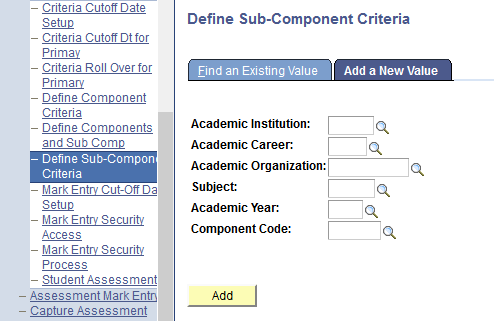 Criteria Cutoff Date
Setup
Criteria Cutoff Dt for
Primay
Criteria Roll Over for
Primary
Define Component
Criteria
Define Components
and Sub Comp
Define Sub-Compone
Criteria
Mark Entry Cut-Off Da
Setup
Mark Entry Security
Access
Mark Entry Security
Process
Student Assessment
Assessment Mark Entry
Capture Assessment
Define Sub-Component Criteria
Find an Existing Value
Add a New Value
Academic Institution:
Academic Career:
Academic Organization:
Subject:
Academic Year:
Component Code:
Add